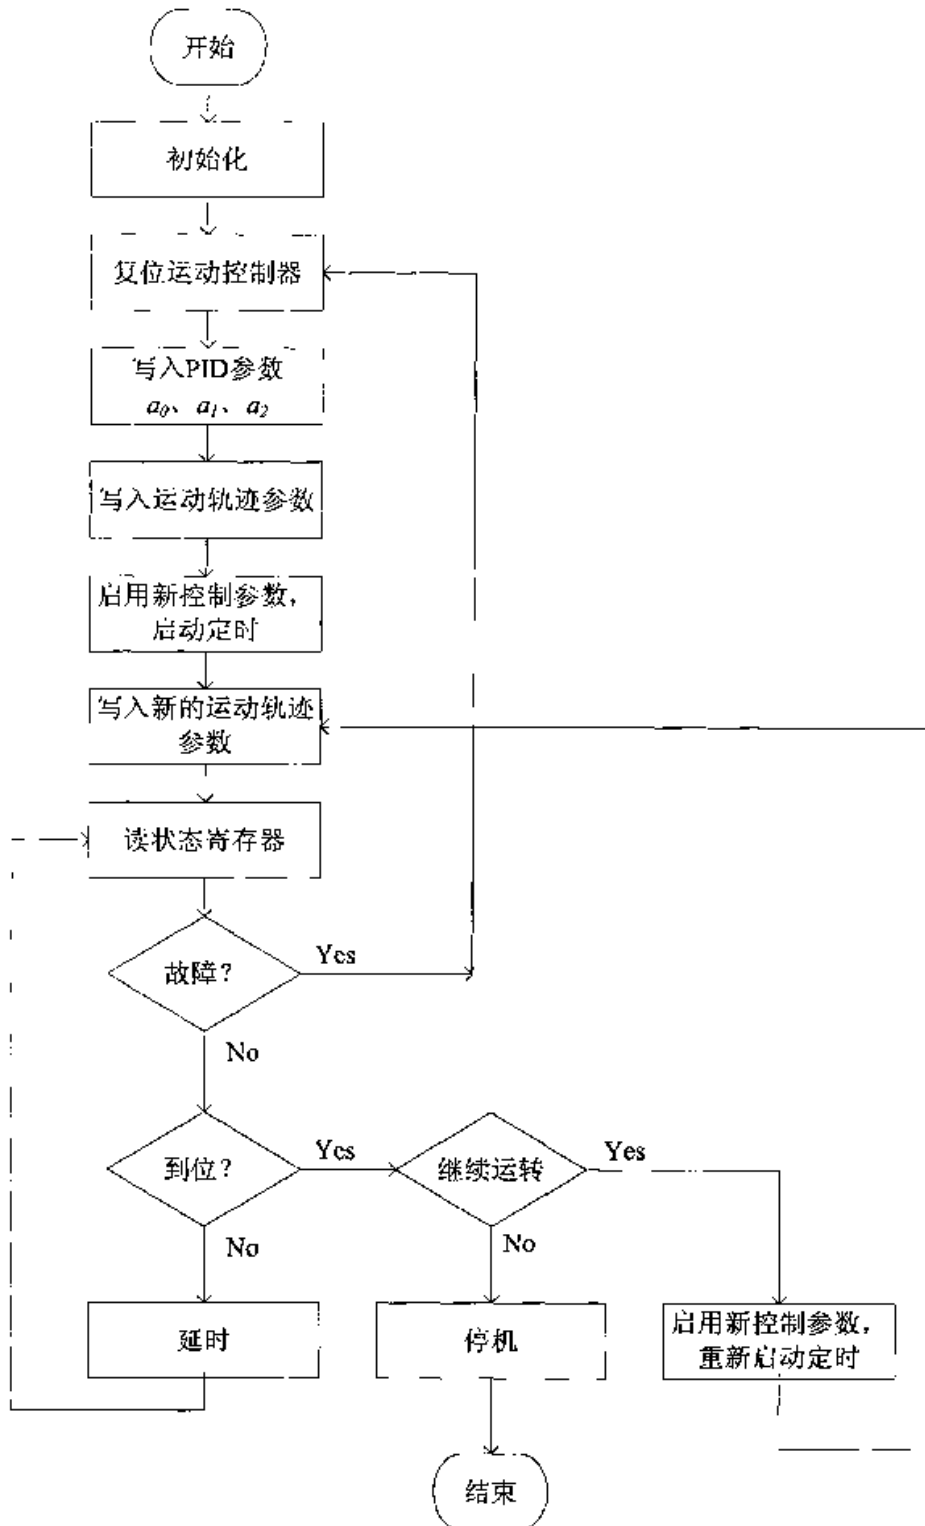 开始
初始化
复位运动控制器
写入PID参数
a0、a1、a2
写入运动轨迹参数
启用新控制参数，
启动定时
写入新的运动轨迹
参数
读状态寄存器
故障？
Yes
No
到位？
Yes
继续运转
Yes
No
No
延时
停机
启用新控制参数，
重新启动定时
结束